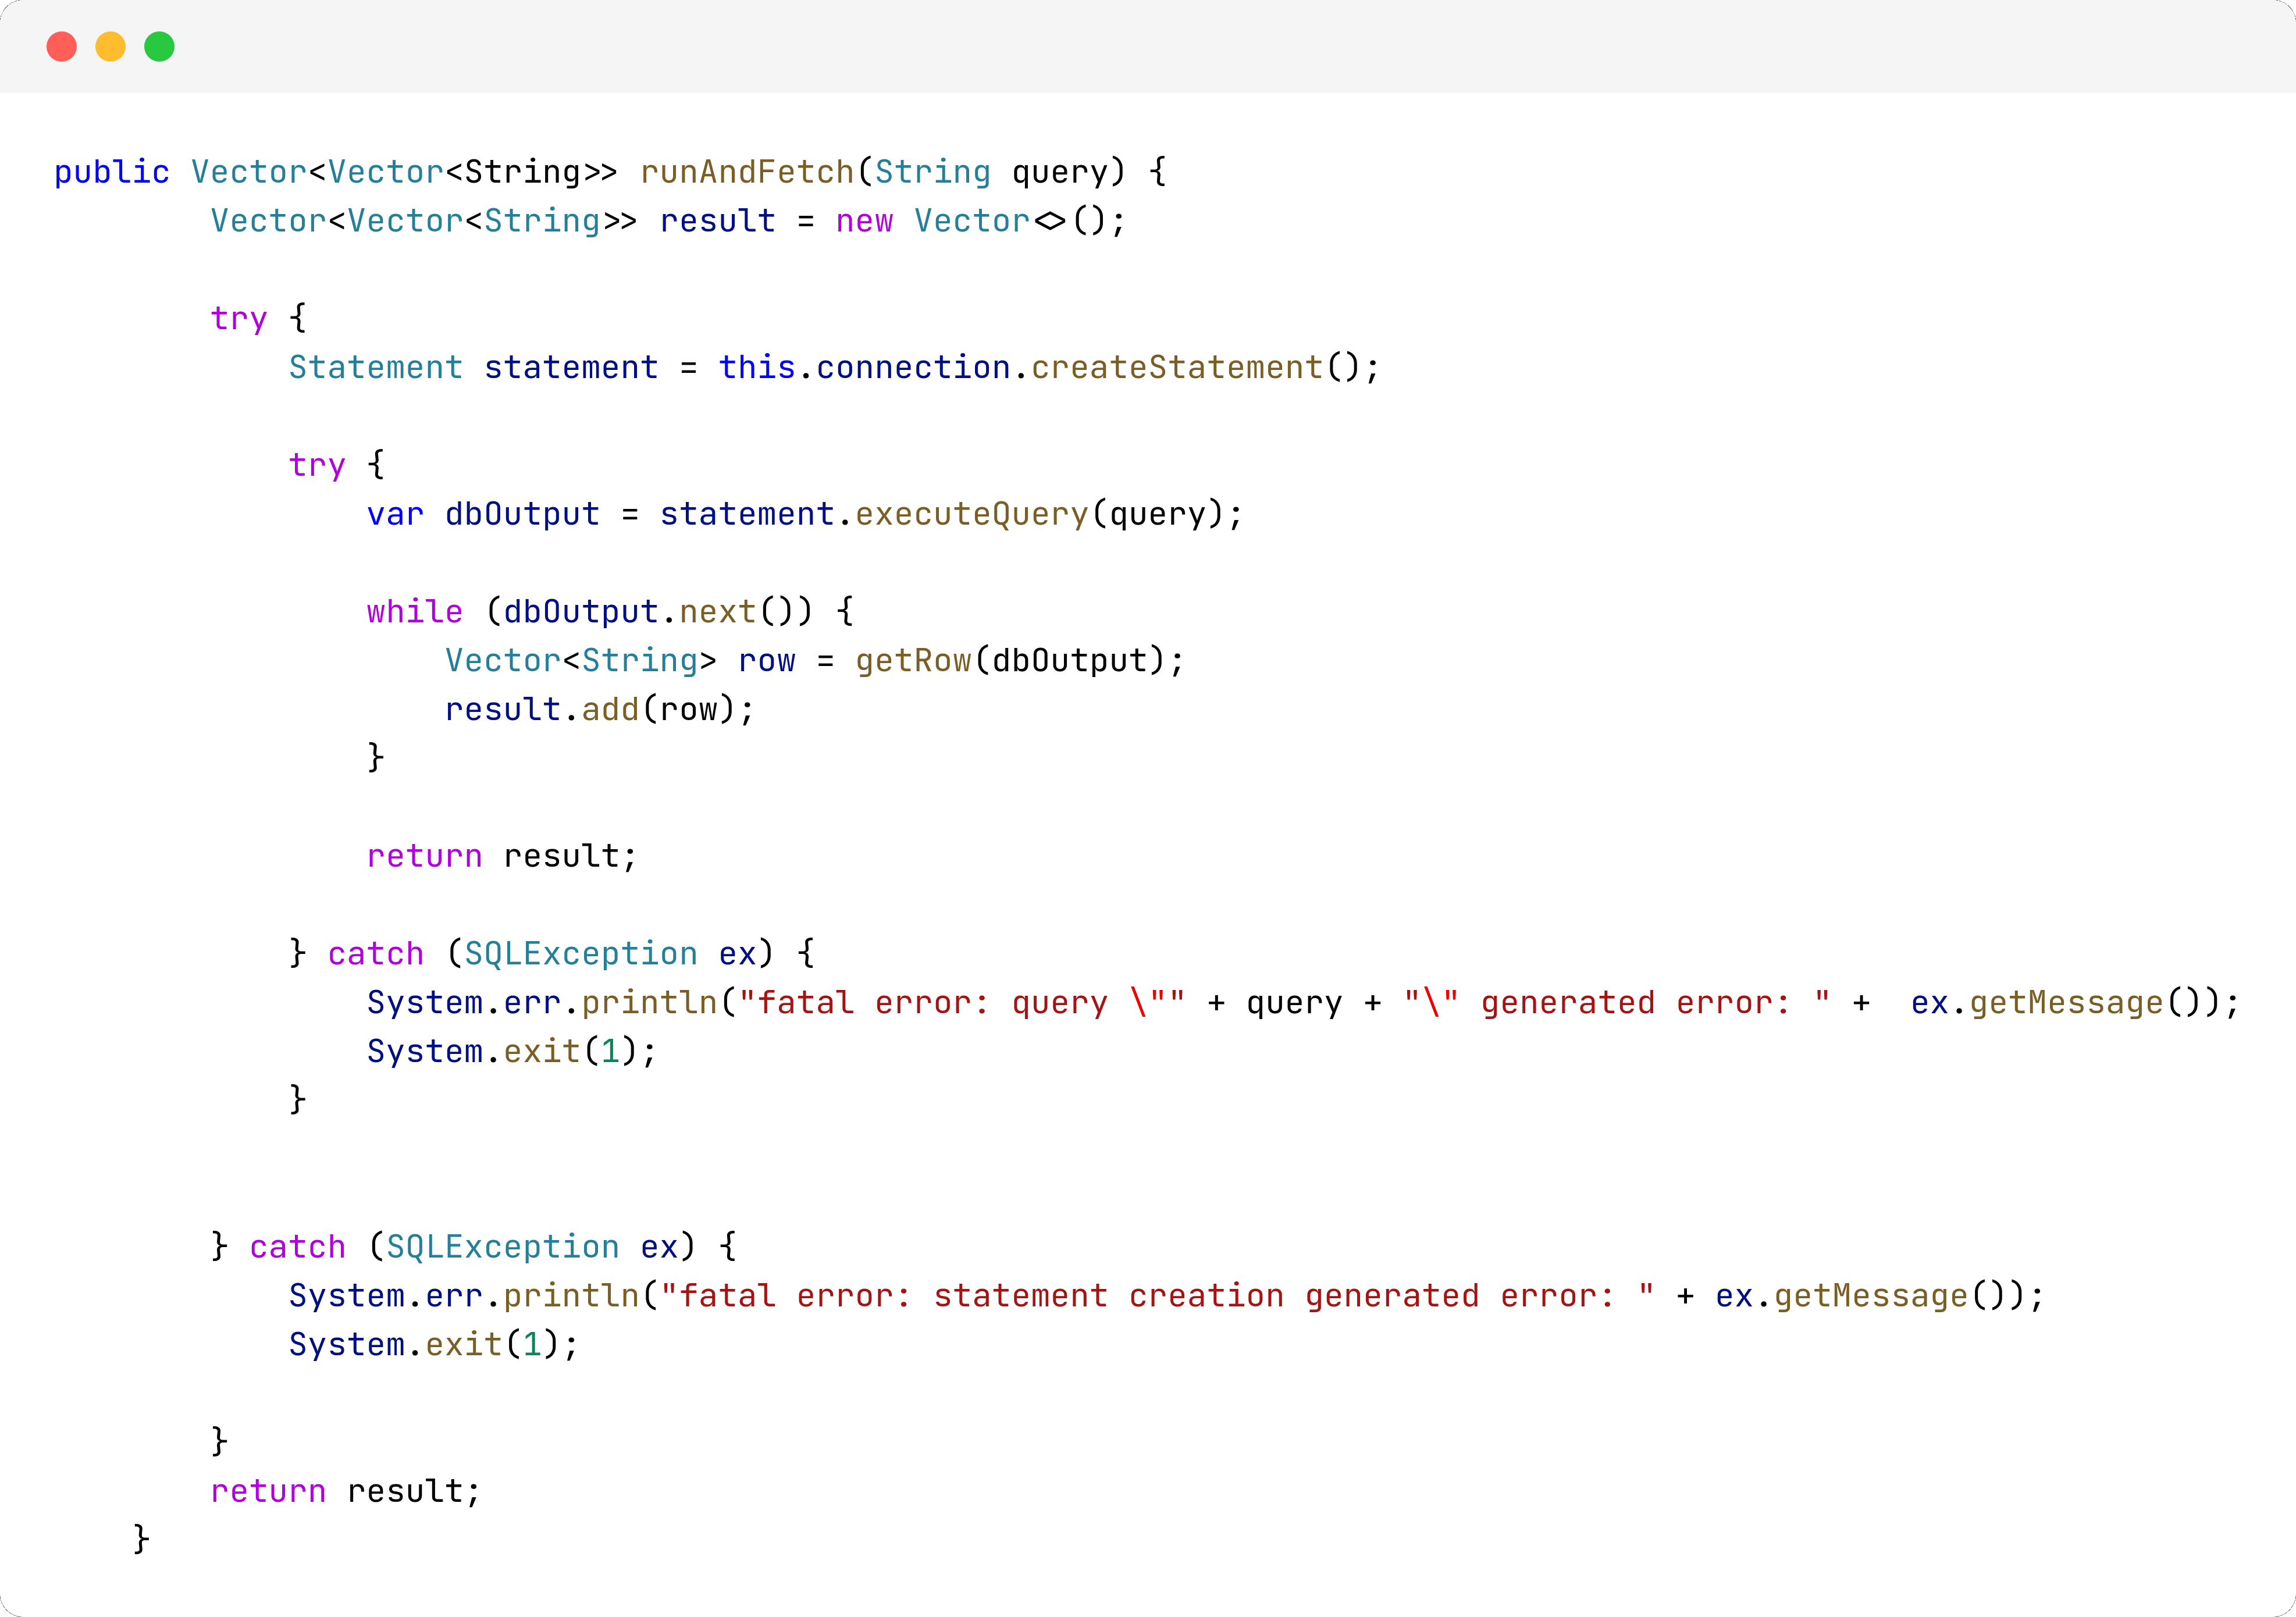 public Vector<Vector<String>> runAndFetch(String query) {
        Vector<Vector<String>> result = new Vector<>();

        try {
            Statement statement = this.connection.createStatement();

            try {
                var dbOutput = statement.executeQuery(query);

                while (dbOutput.next()) {
                    Vector<String> row = getRow(dbOutput);
                    result.add(row);
                }

                return result;

            } catch (SQLException ex) {
                System.err.println("fatal error: query \"" + query + "\" generated error: " +  ex.getMessage());
                System.exit(1);
            }


        } catch (SQLException ex) {
            System.err.println("fatal error: statement creation generated error: " + ex.getMessage());
            System.exit(1);

        }
        return result;
    }